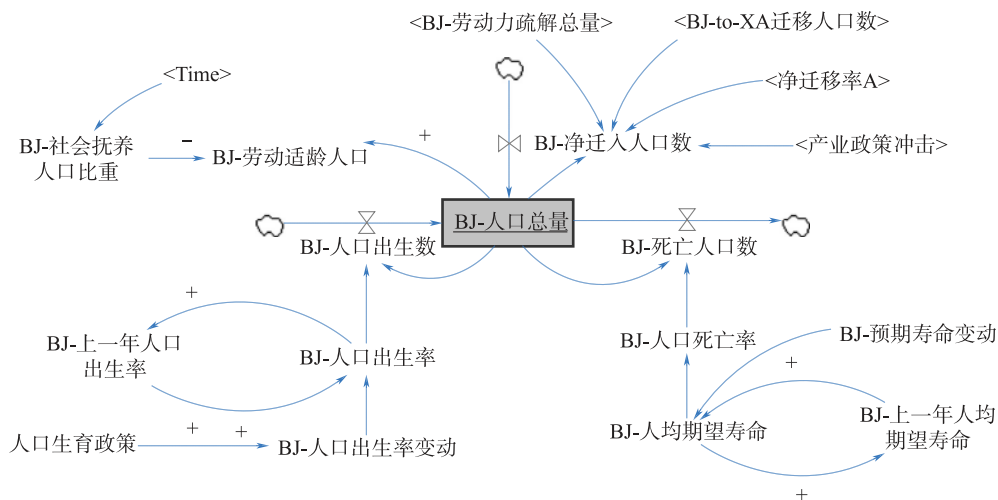 <BJ-劳动力疏解总量>
<BJ-to-XA迁移人口数>
<Time>
<净迁移率A>
+
BJ-社会抚养
人口比重
−
BJ-劳动适龄人口
BJ-净迁入人口数
<产业政策冲击>
BJ-人口总量
BJ-人口出生数
BJ-死亡人口数
+
BJ-上一年人口
出生率
BJ-人口出生率
BJ-人口死亡率
BJ-预期寿命变动
+
BJ-上一年人均
期望寿命
人口生育政策
+
+
BJ-人口出生率变动
BJ-人均期望寿命
+